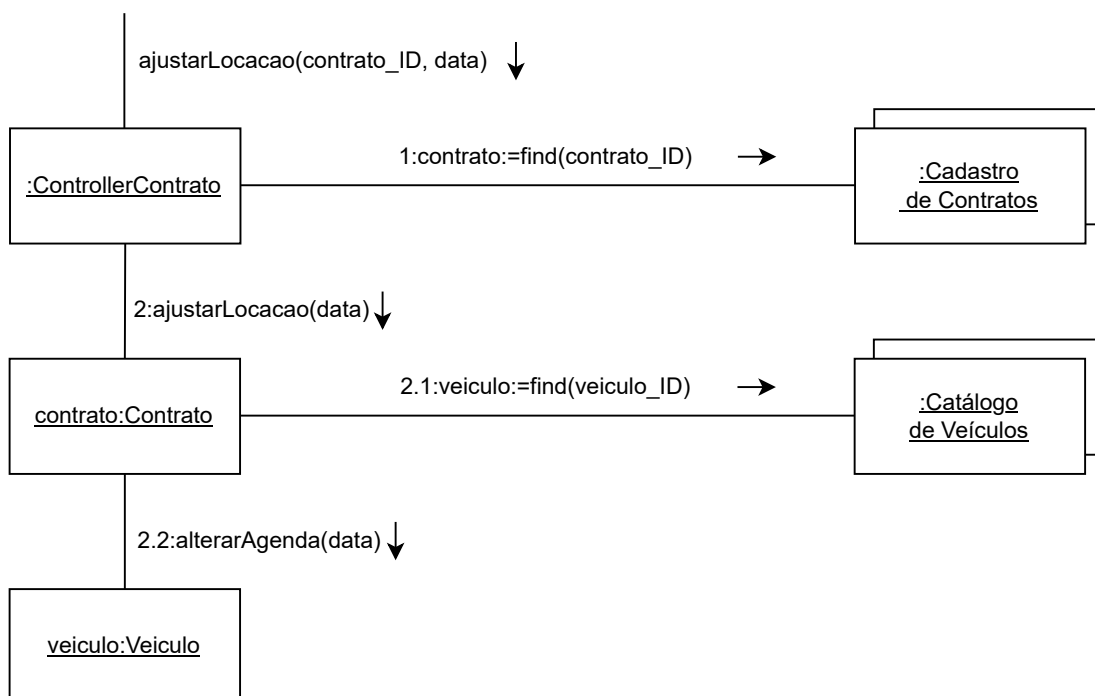 ajustarLocacao(contrato_ID, data)
1:contrato:=find(contrato_ID)
:ControllerContrato
:Cadastro
de Contratos
2:ajustarLocacao(data)
2.1:veiculo:=find(veiculo_ID)
contrato:Contrato
:Catálogo
de Veículos
2.2:alterarAgenda(data)
veiculo:Veiculo